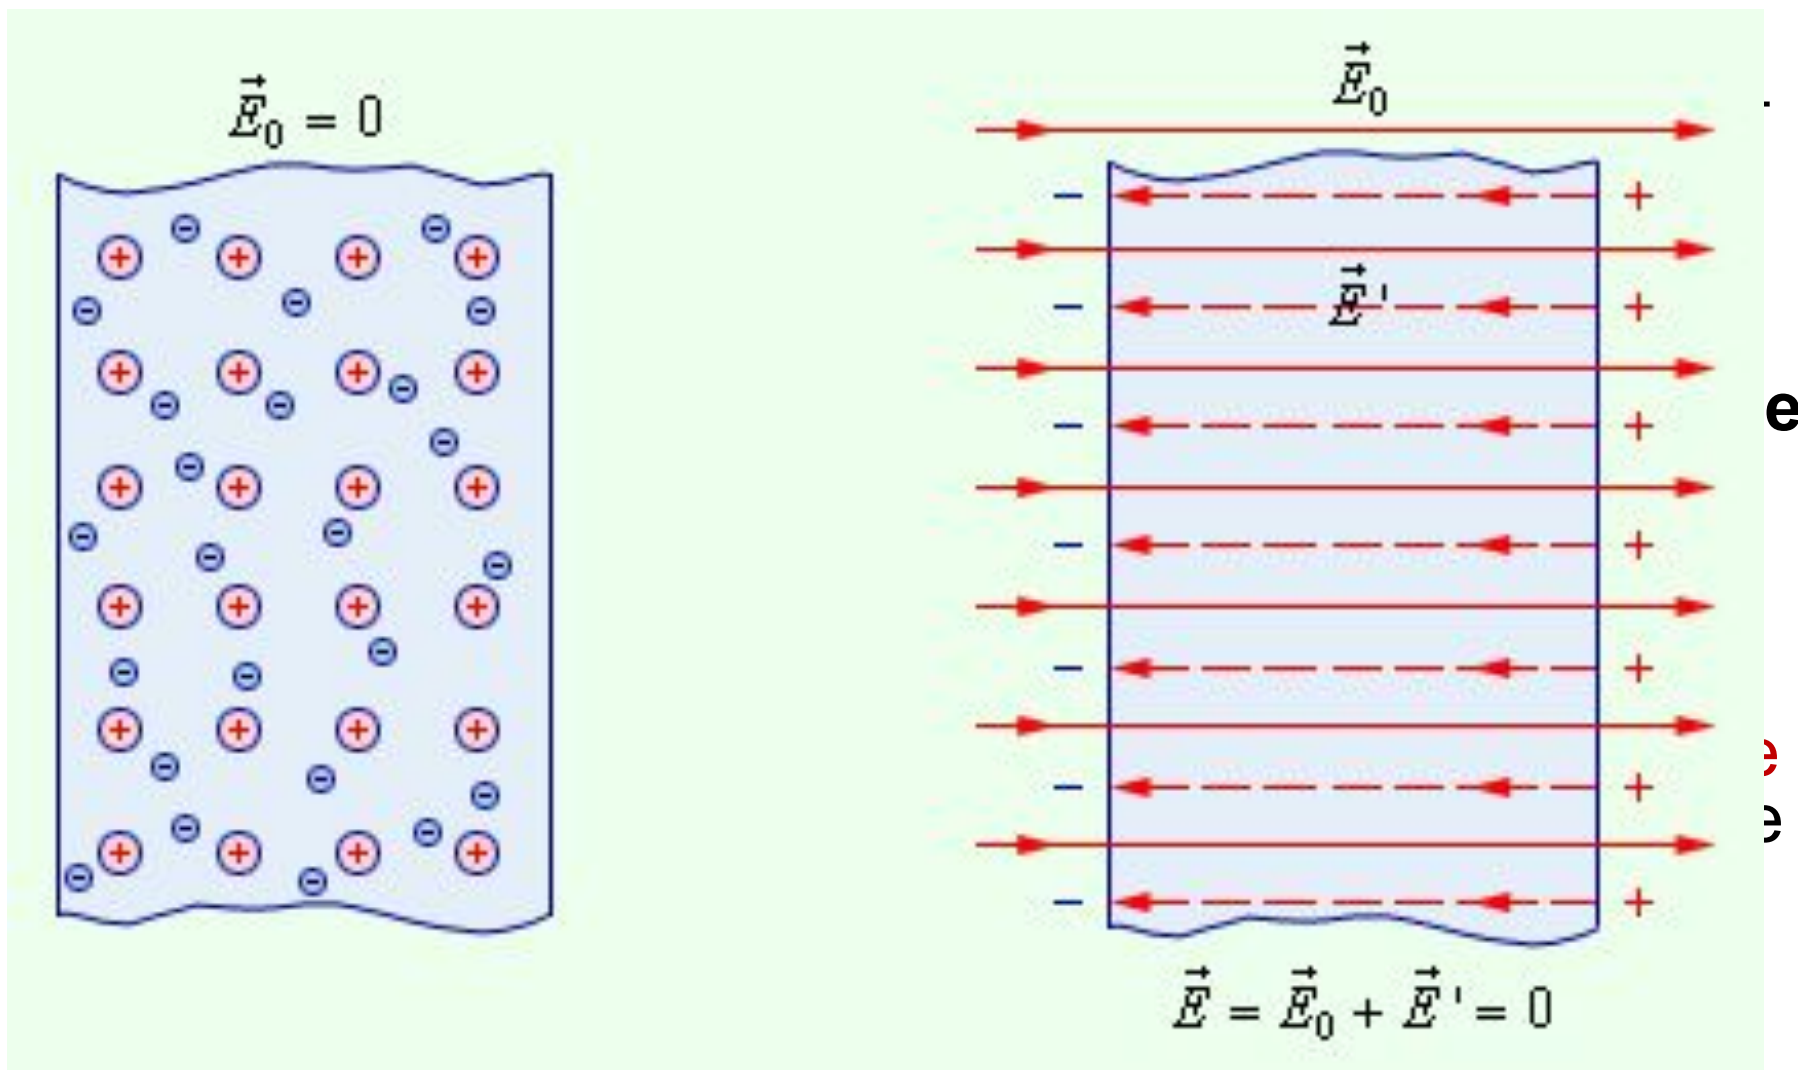 E⃗₀ = 0
E⃗₀
E⃗'
E⃗ = E⃗₀ + E⃗' = 0
e
e
e